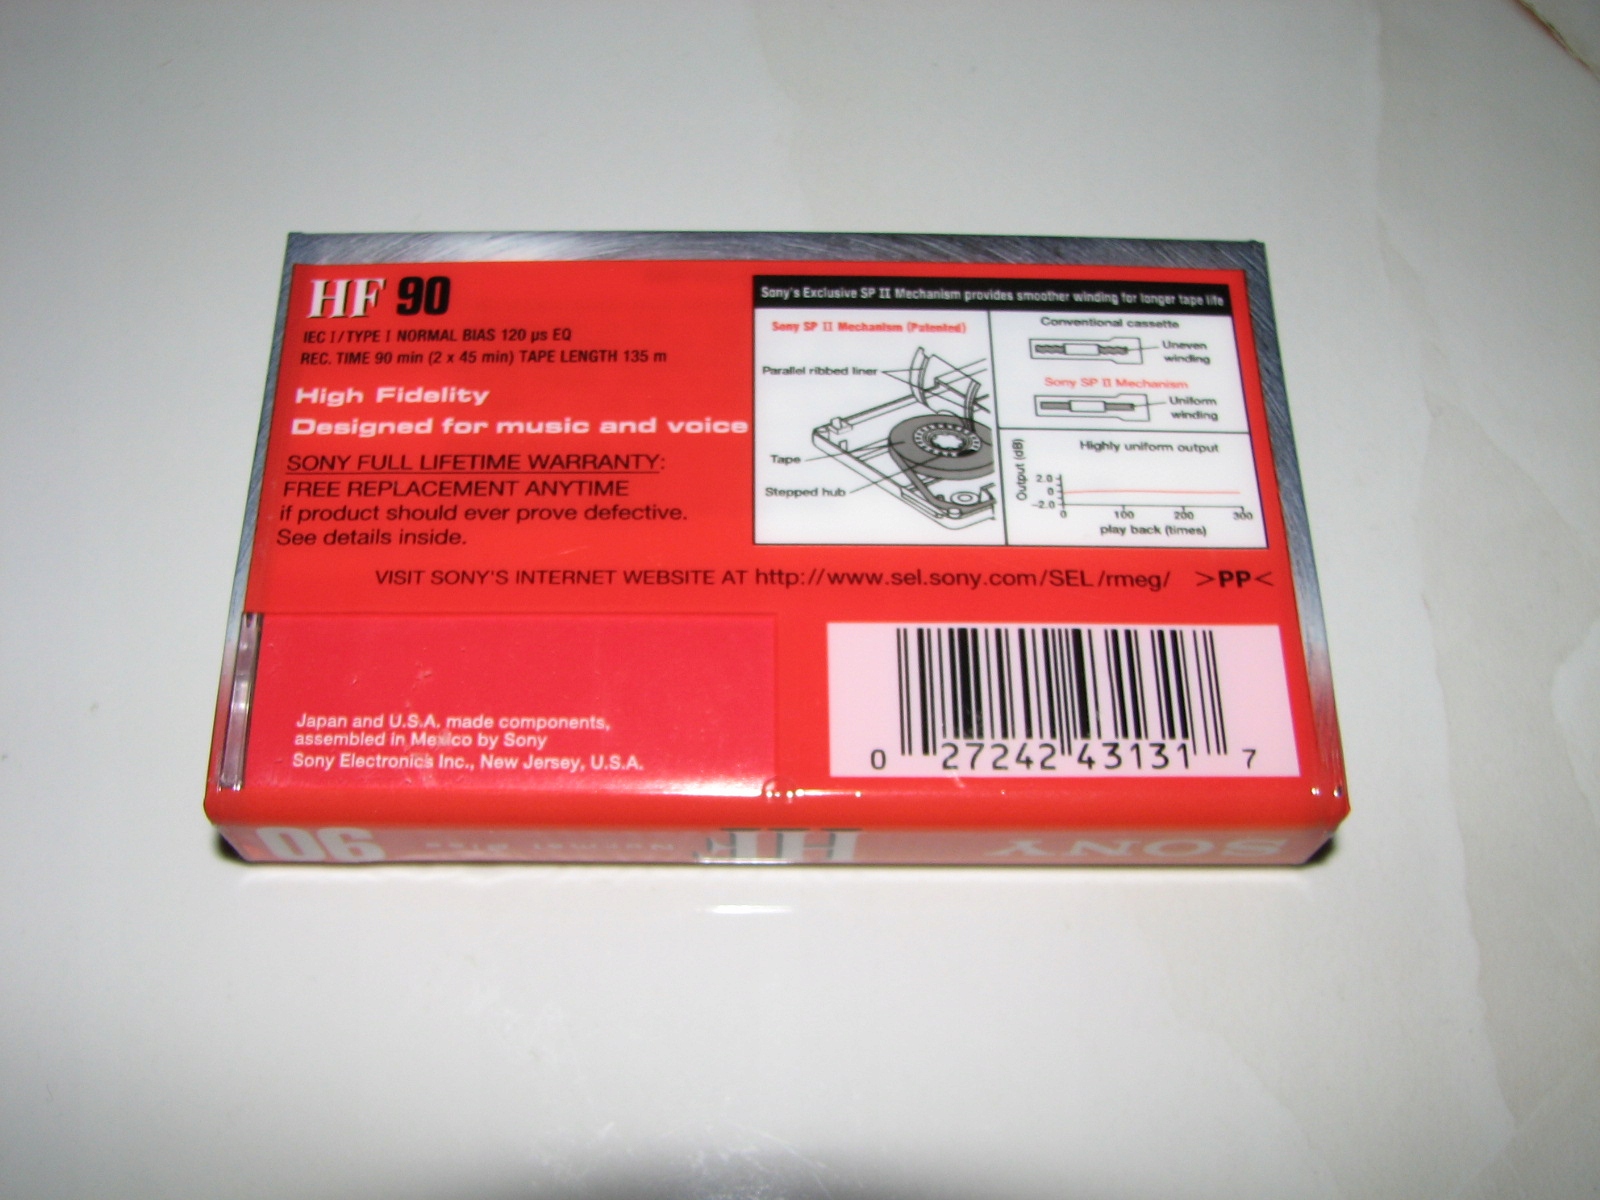 HF 90
IEC I/TYPE I NORMAL BIAS 120 µs EQ
REC. TIME 90 min (2 x 45 min) TAPE LENGTH 135 m
High Fidelity
Designed for music and voice
SONY FULL LIFETIME WARRANTY:
FREE REPLACEMENT ANYTIME
if product should ever prove defective.
See details inside.
Sony's Exclusive SP II Mechanism provides smoother winding for longer tape life
Sony SP II Mechanism (Patented)
Parallel ribbed liner
Tape
Stepped hub
Conventional cassette
Uneven
winding
Sony SP II Mechanism
Uniform
winding
Highly uniform output
Output (dB)
2.0
0
-2.0
0 100 200 300
play back (times)
VISIT SONY'S INTERNET WEBSITE AT http://www.sel.sony.com/SEL/rmeg/ >PP<
Japan and U.S.A. made components,
assembled in Mexico by Sony
Sony Electronics Inc., New Jersey, U.S.A.
0 27242 43131 7
SONY HF Normal Bias 90